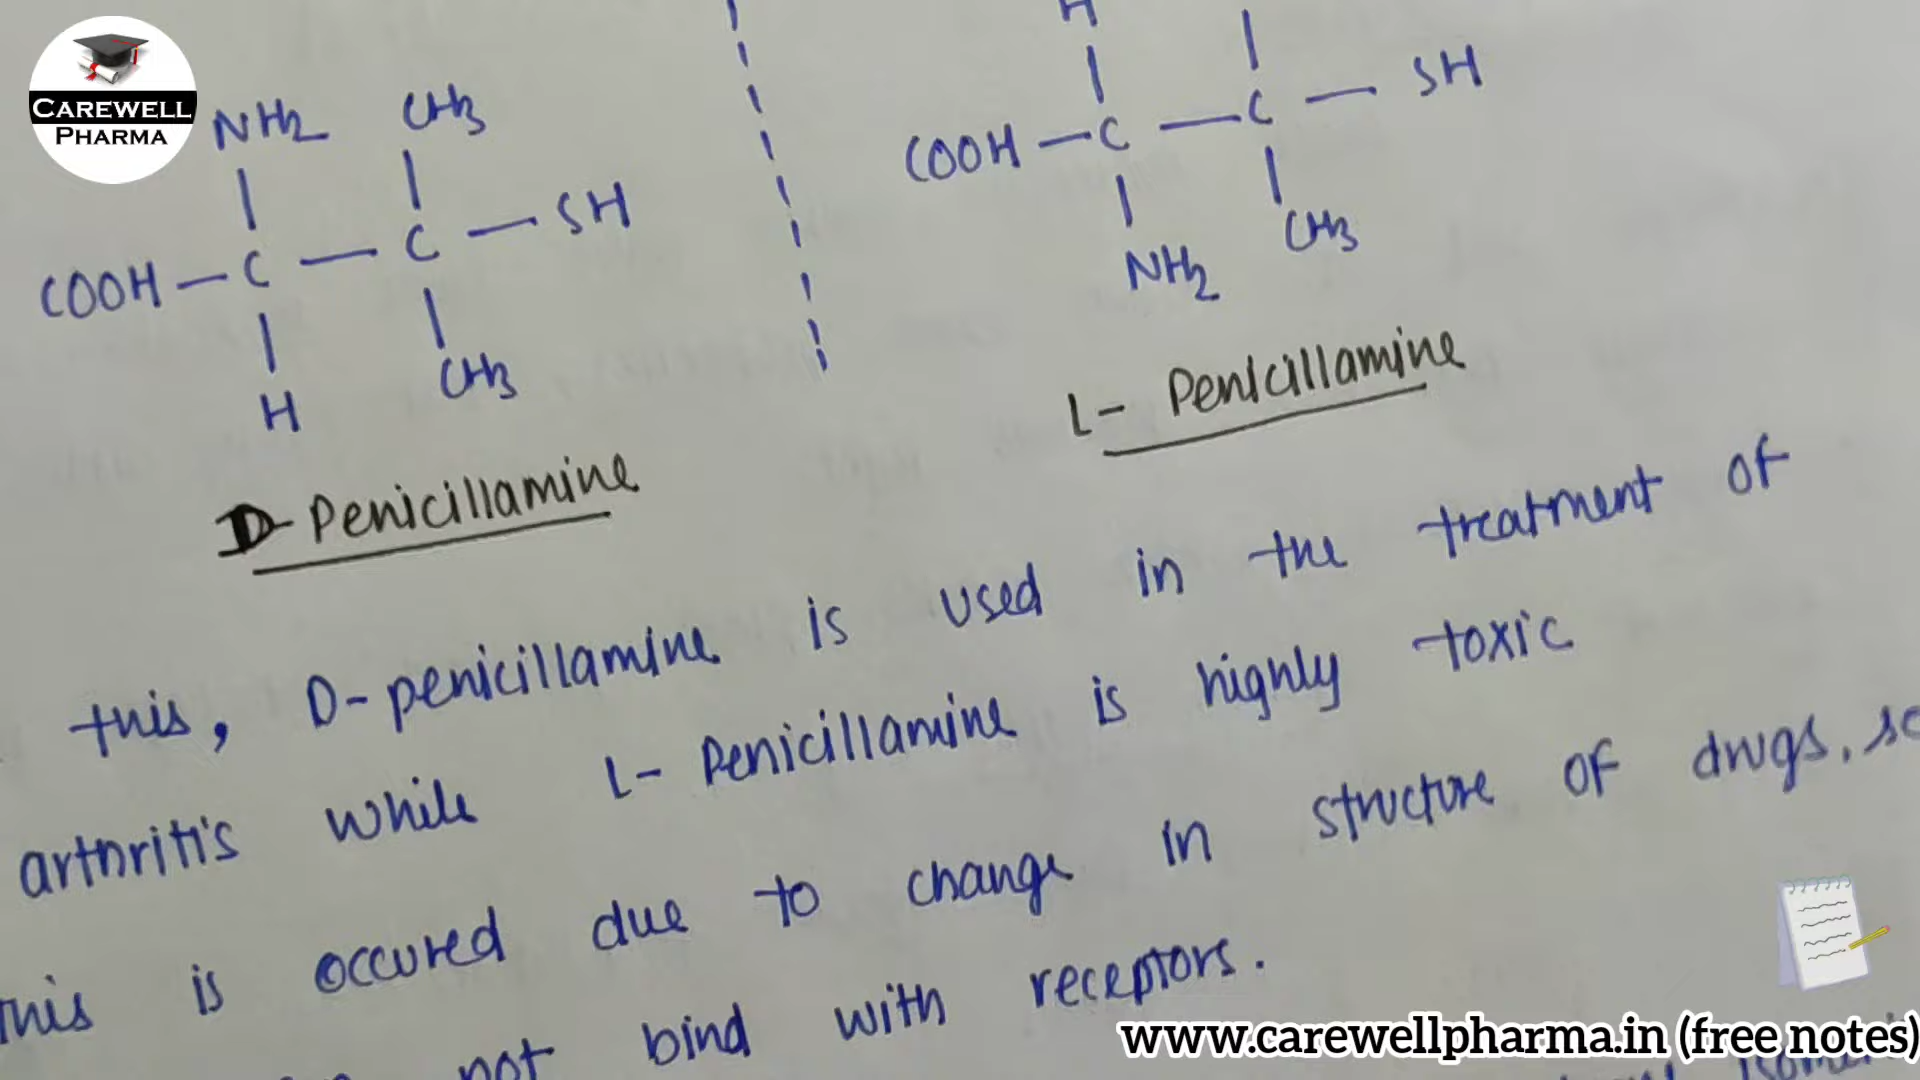 CAREWELL
PHARMA
NH2 CH3
COOH - C - C - SH
H CH3
D-Penicillamine
H
COOH - C - C - SH
NH2 CH3
L- Penicillamine
this, D-penicillamine is used in the treatment of
arthritis while L- Penicillamine is highly toxic
This is occured due to change in structure of drugs. so
not bind with receptors.
www.carewellpharma.in (free notes)